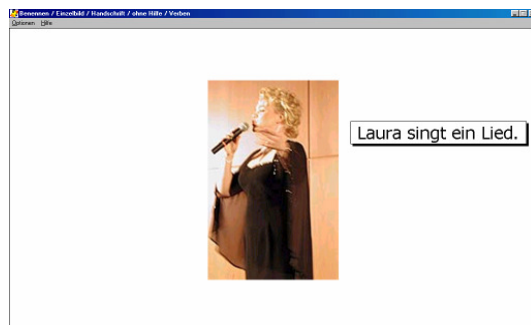 Benennen / Einzelbild / Handschrift / ohne Hilfe / Verben
Optionen Hilfe
Laura singt ein Lied.